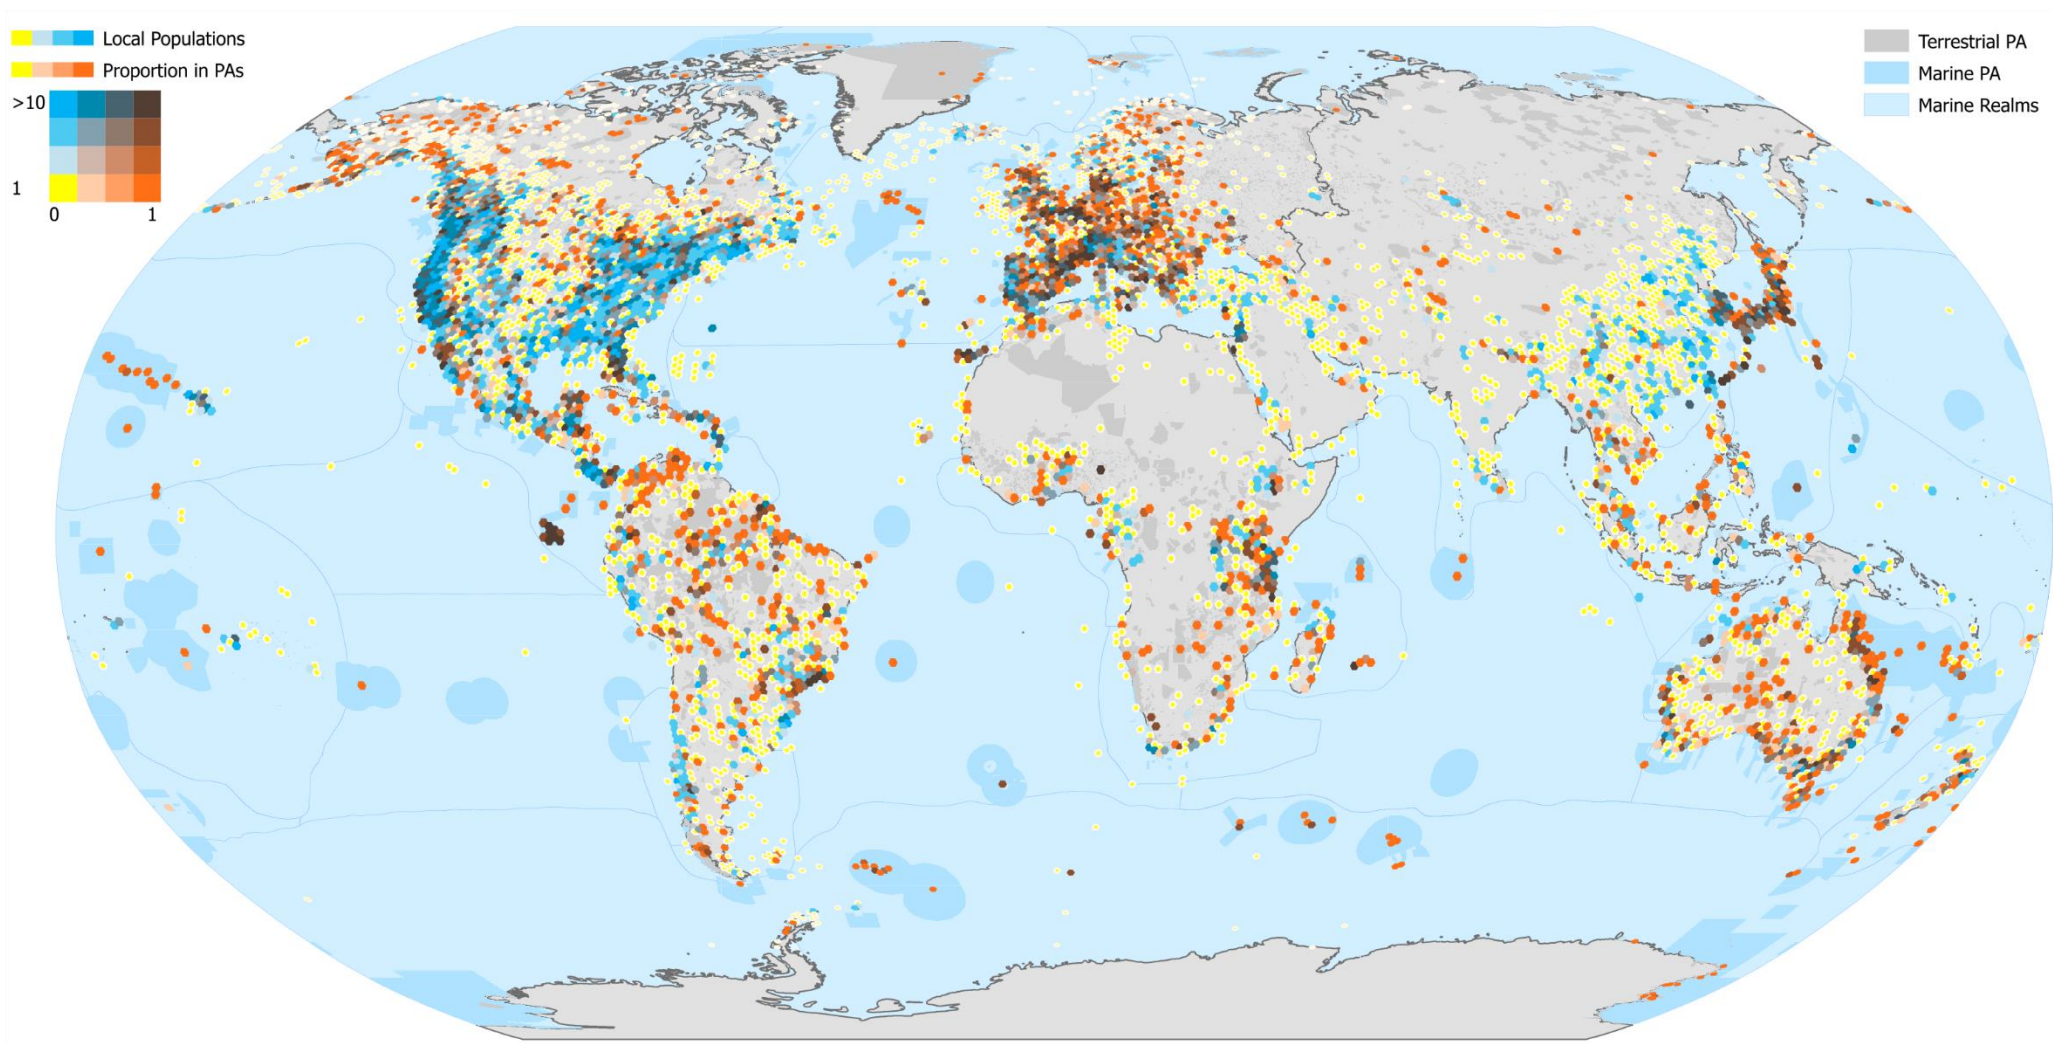 Local Populations
Proportion in PAs
>10
1
0 1
Terrestrial PA
Marine PA
Marine Realms